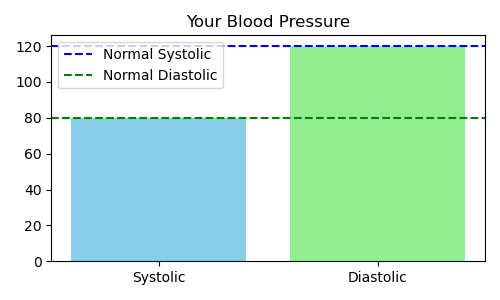 Your Blood Pressure
120
100
80
60
40
20
0
Normal Systolic
Normal Diastolic
Systolic
Diastolic